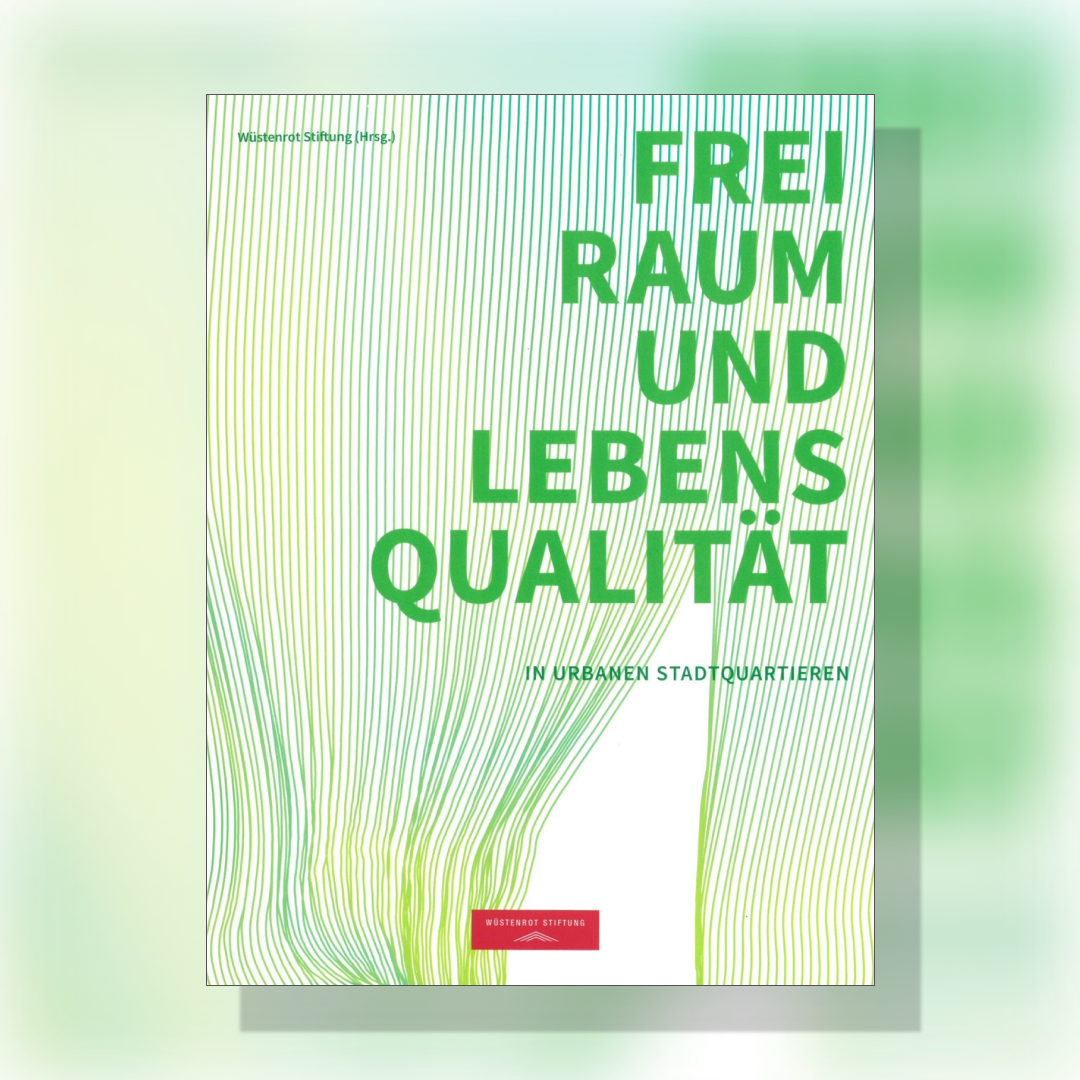 Wüstenrot Stiftung (Hrsg.)
FREI
RAUM
UND
LEBENS
QUALITÄT
IN URBANEN STADTQUARTIEREN
WÜSTENROT STIFTUNG